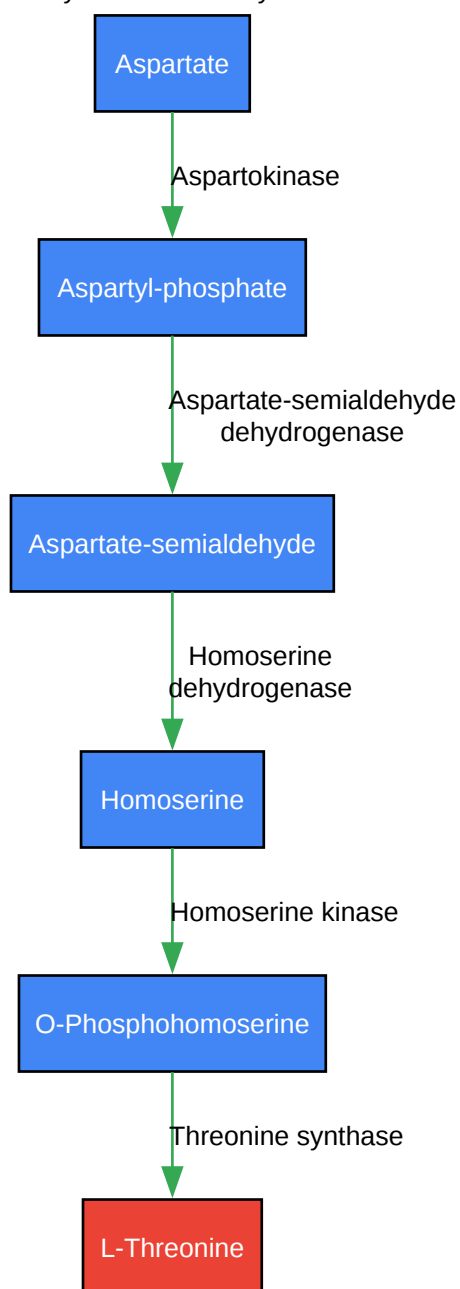 Aspartate
Aspartokinase
Aspartyl-phosphate
Aspartate-semialdehyde
dehydrogenase
Aspartate-semialdehyde
Homoserine
dehydrogenase
Homoserine
Homoserine kinase
O-Phosphohomoserine
Threonine synthase
L-Threonine